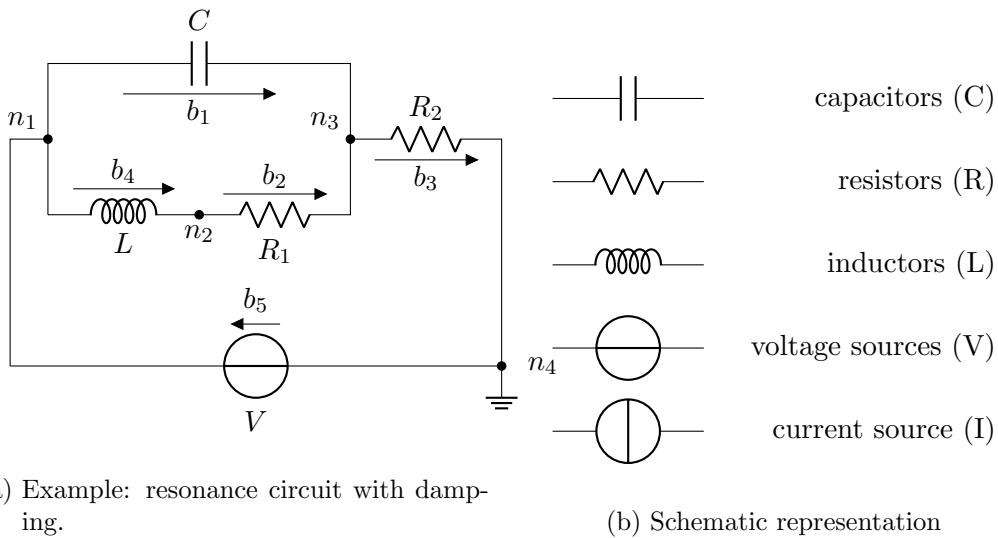 C
b₁
n₁
n₃
R₂
b₃
b₄
b₂
n₂
L
R₁
b₅
n₄
V
) Example: resonance circuit with damp-
ing.
capacitors (C)
resistors (R)
inductors (L)
voltage sources (V)
current source (I)
(b) Schematic representation